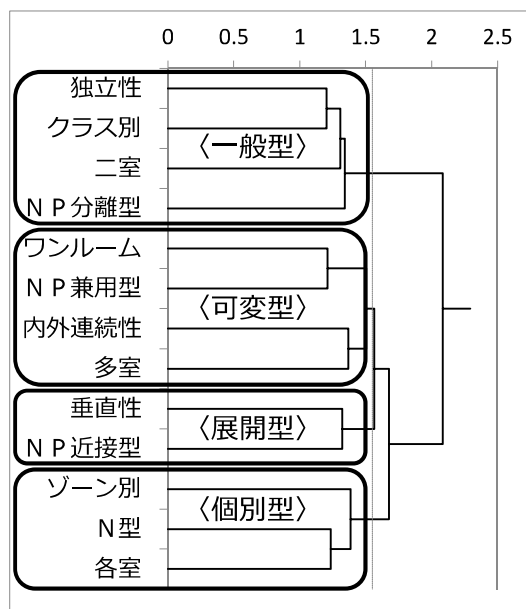 0 0.5 1 1.5 2 2.5
独立性
クラス別
〈一般型〉
二室
ＮＰ分離型
ワンルーム
ＮＰ兼用型
〈可変型〉
内外連続性
多室
垂直性
〈展開型〉
ＮＰ近接型
ゾーン別
〈個別型〉
Ｎ型
各室